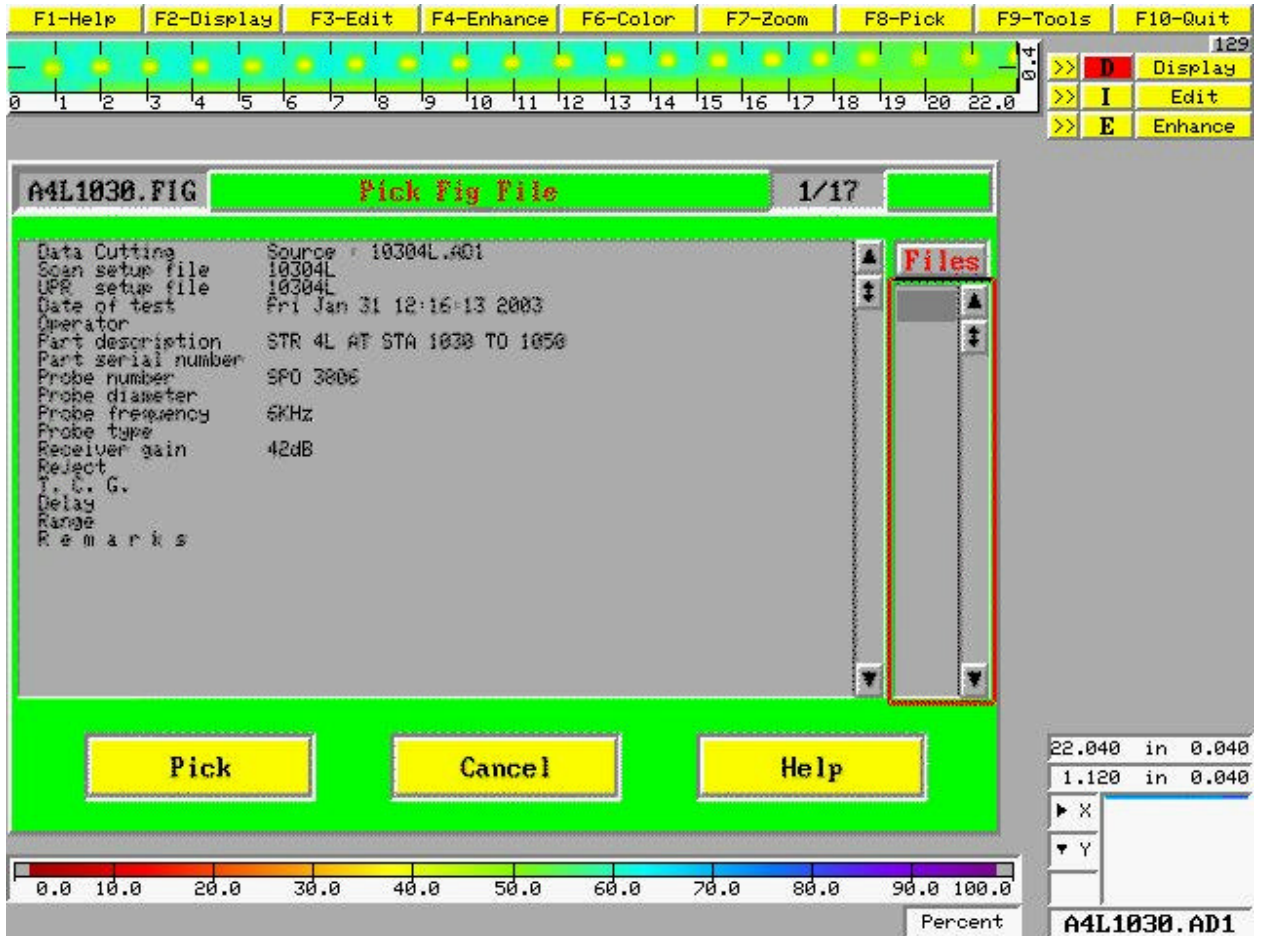 F1-Help F2-Display F3-Edit F4-Enhance F6-Color F7-Zoom F8-Pick F9-Tools F10-Quit
129
0.4
>> D Display
0 1 2 3 4 5 6 7 8 9 10 11 12 13 14 15 16 17 18 19 20 22.0
>> I Edit
>> E Enhance
A4L1030.FIG Pick Fig File 1/17
Data Cutting Source : 10304L.AD1
Files
Scan setup file 10304L
UPR setup file 10304L
Date of test Fri Jan 31 12:16:13 2003
Operator
Part description STR 4L AT STA 1030 TO 1050
Part serial number
Probe number SPO 3806
Probe diameter
Probe frequency 6KHz
Probe type
Receiver gain 42dB
Reject
T. C. G.
Delay
Range
R e m a r k s
Pick Cancel Help
22.040 in 0.040
1.120 in 0.040
X
Y
0.0 10.0 20.0 30.0 40.0 50.0 60.0 70.0 80.0 90.0 100.0
Percent
A4L1030.AD1